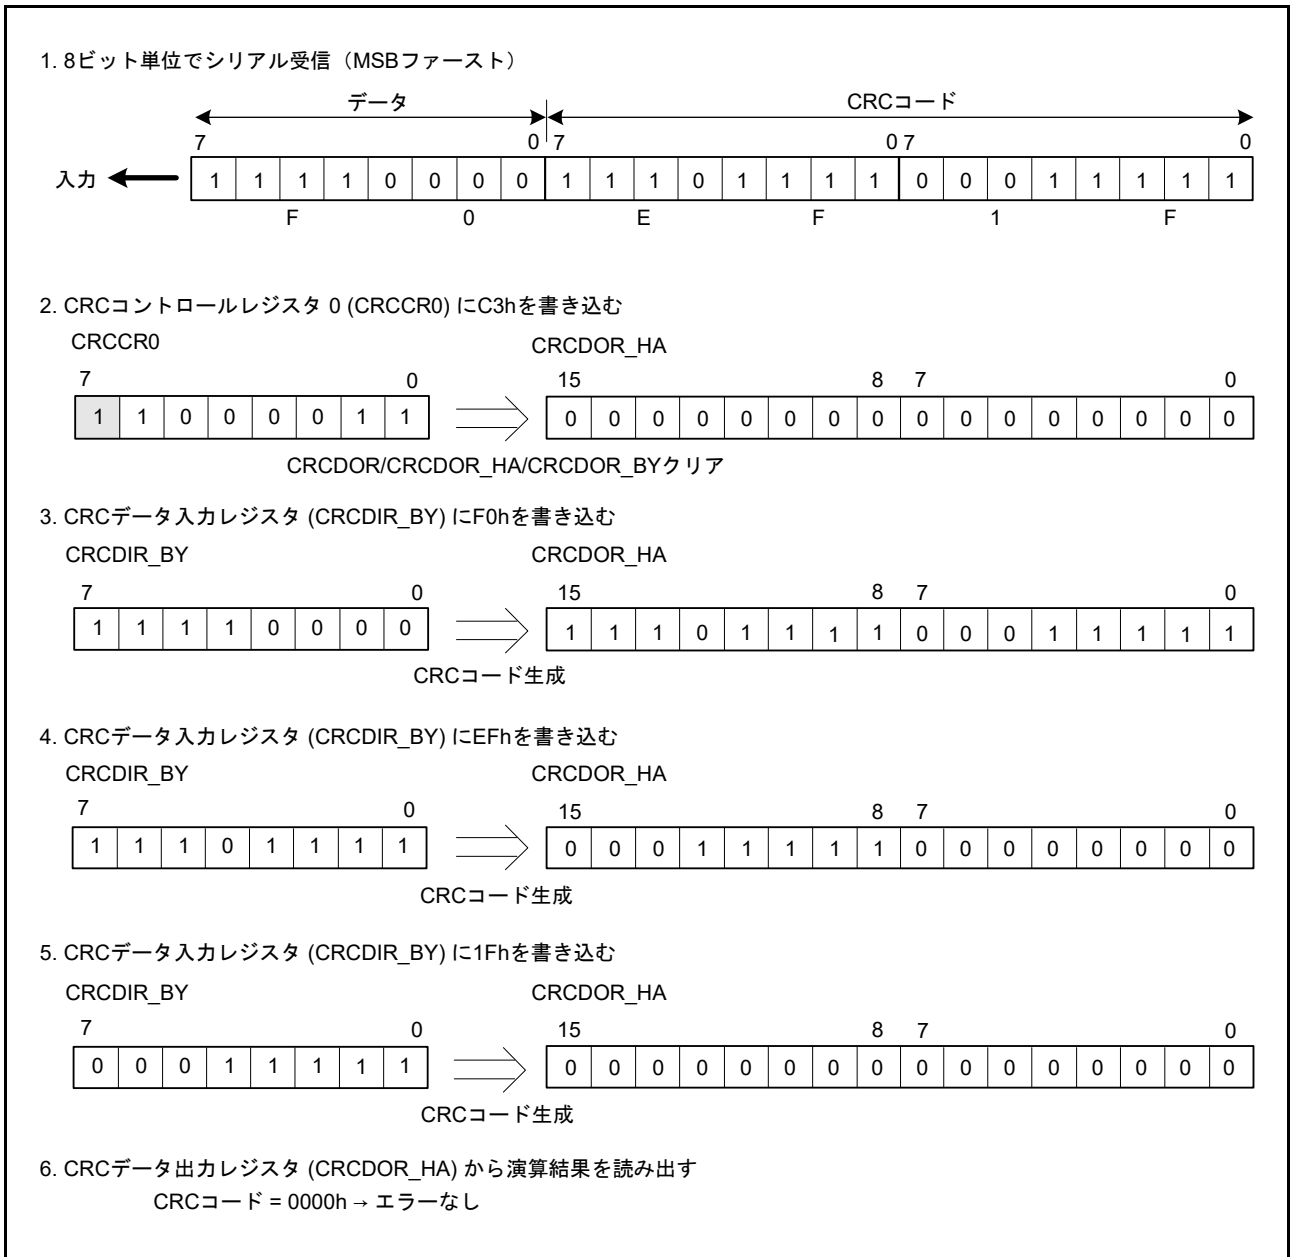 1. 8ビット単位でシリアル受信（MSBファースト）
データ CRCコード
7 0 7 0 7 0
入力 1 1 1 1 0 0 0 0 1 1 1 0 1 1 1 1 0 0 0 1 1 1 1 1
F 0 E F 1 F
2. CRCコントロールレジスタ 0 (CRCCR0) にC3hを書き込む
CRCCR0 CRCDOR_HA
7 0 15 8 7 0
1 1 0 0 0 0 1 1 0 0 0 0 0 0 0 0 0 0 0 0 0 0 0 0
CRCDOR/CRCDOR_HA/CRCDOR_BYクリア
3. CRCデータ入力レジスタ (CRCDIR_BY) にF0hを書き込む
CRCDIR_BY CRCDOR_HA
7 0 15 8 7 0
1 1 1 1 0 0 0 0 1 1 1 0 1 1 1 1 0 0 0 1 1 1 1 1
CRCコード生成
4. CRCデータ入力レジスタ (CRCDIR_BY) にEFhを書き込む
CRCDIR_BY CRCDOR_HA
7 0 15 8 7 0
1 1 1 0 1 1 1 1 0 0 0 1 1 1 1 1 0 0 0 0 0 0 0 0
CRCコード生成
5. CRCデータ入力レジスタ (CRCDIR_BY) に1Fhを書き込む
CRCDIR_BY CRCDOR_HA
7 0 15 8 7 0
0 0 0 1 1 1 1 1 0 0 0 0 0 0 0 0 0 0 0 0 0 0 0 0
CRCコード生成
6. CRCデータ出力レジスタ (CRCDOR_HA) から演算結果を読み出す
CRCコード = 0000h → エラーなし